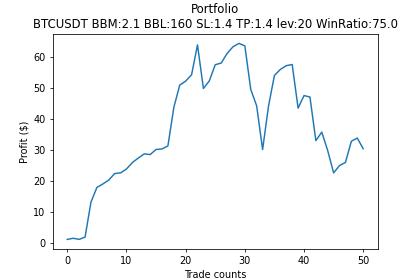 Portfolio
BTCUSDT BBM:2.1 BBL:160 SL:1.4 TP:1.4 lev:20 WinRatio:75.0
60
50
40
30
20
10
0
Profit ($)
0 10 20 30 40 50
Trade counts